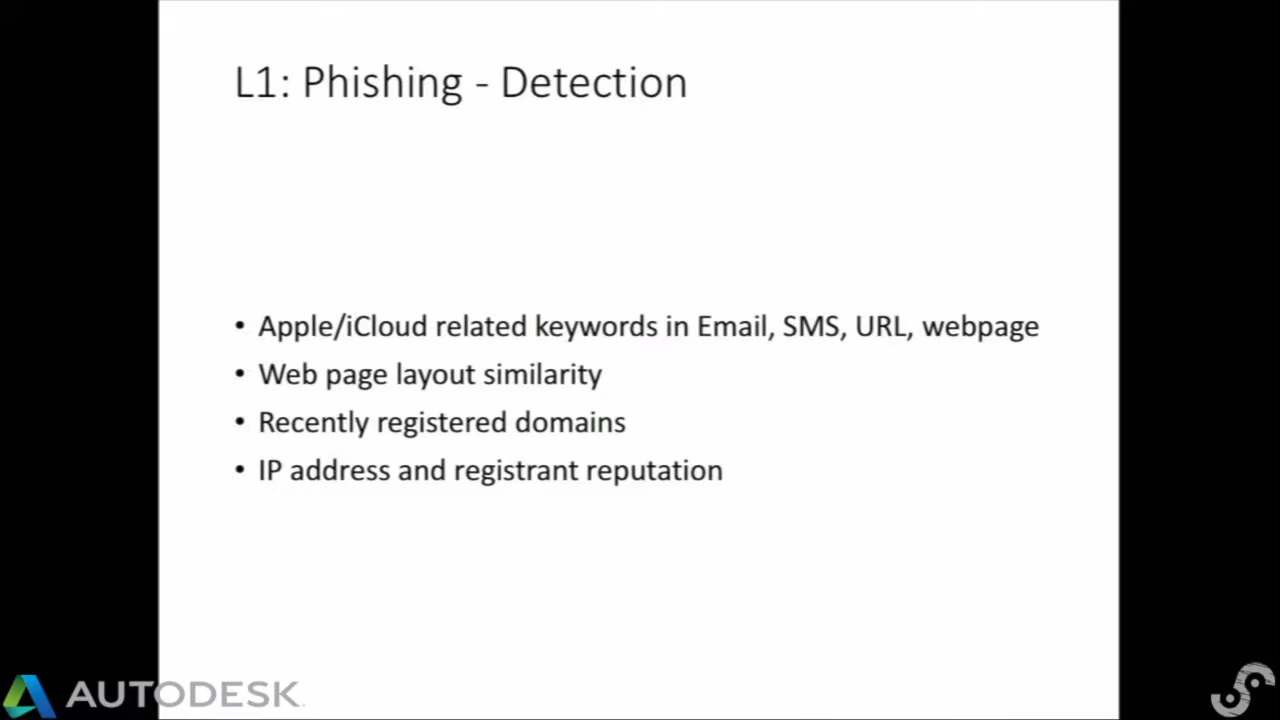 L1: Phishing - Detection
• Apple/iCloud related keywords in Email, SMS, URL, webpage
• Web page layout similarity
• Recently registered domains
• IP address and registrant reputation
AUTODESK.